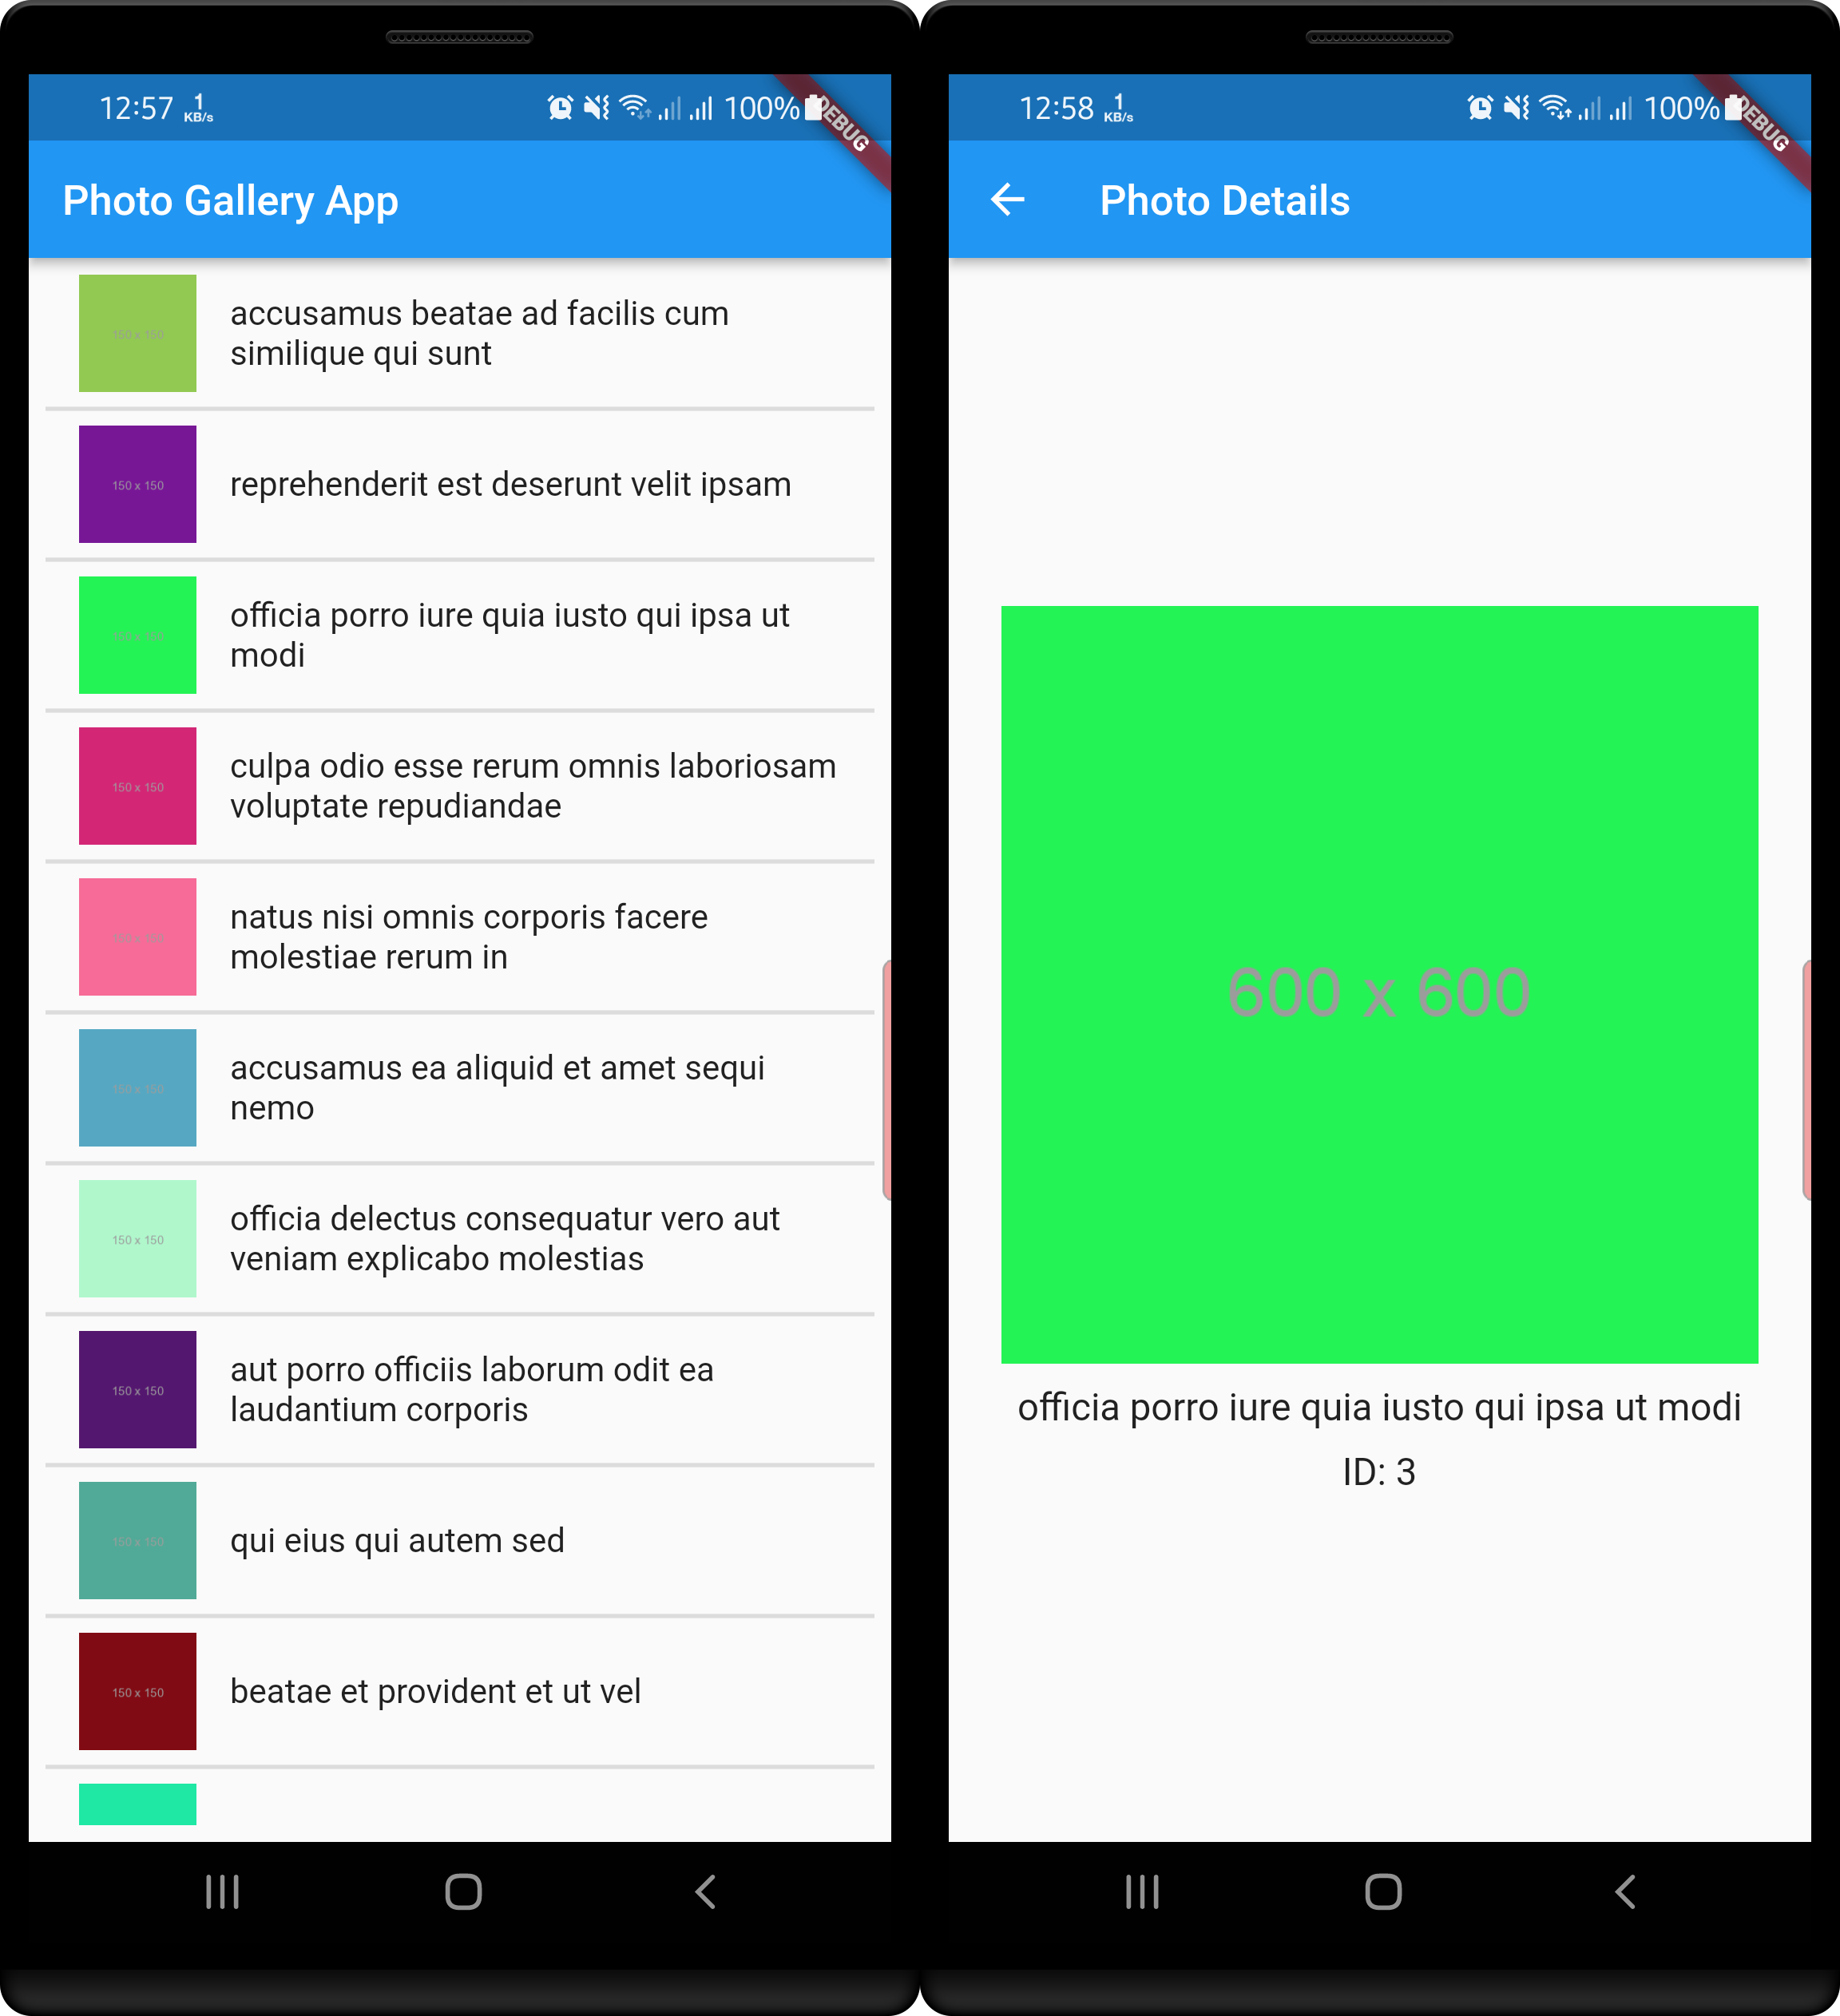 12:57 1 KB/s 100%
DEBUG
Photo Gallery App
150 x 150
accusamus beatae ad facilis cum
similique qui sunt
150 x 150
reprehenderit est deserunt velit ipsam
150 x 150
officia porro iure quia iusto qui ipsa ut
modi
150 x 150
culpa odio esse rerum omnis laboriosam
voluptate repudiandae
150 x 150
natus nisi omnis corporis facere
molestiae rerum in
150 x 150
accusamus ea aliquid et amet sequi
nemo
150 x 150
officia delectus consequatur vero aut
veniam explicabo molestias
150 x 150
aut porro officiis laborum odit ea
laudantium corporis
150 x 150
qui eius qui autem sed
150 x 150
beatae et provident et ut vel
12:58 1 KB/s 100%
DEBUG
Photo Details
600 x 600
officia porro iure quia iusto qui ipsa ut modi
ID: 3